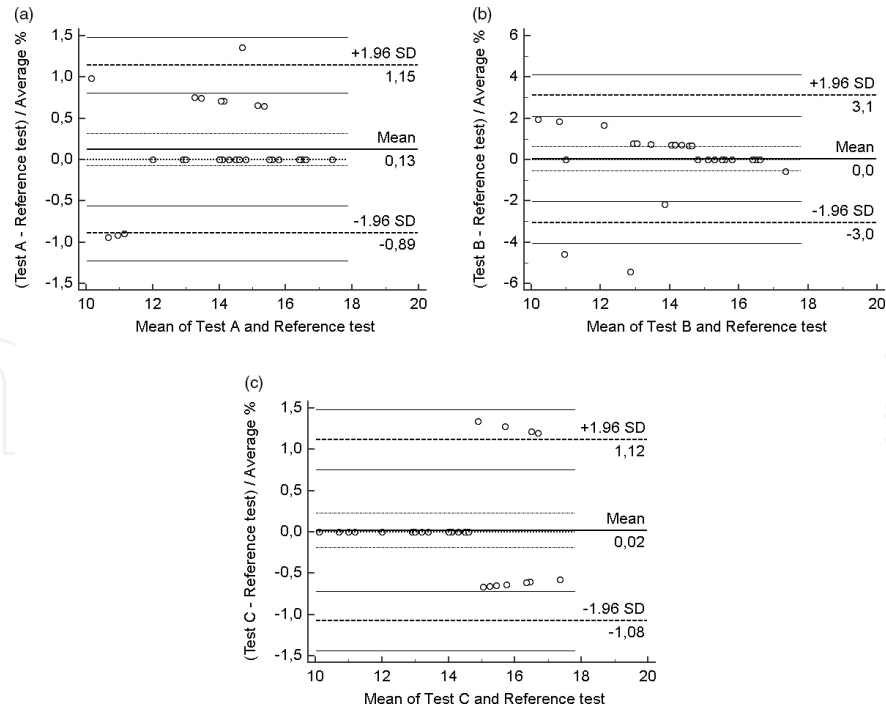 (a)
(Test A - Reference test) / Average %
1,5
1,0
0,5
0,0
-0,5
-1,0
-1,5
+1.96 SD
1,15
Mean
0,13
-1.96 SD
-0,89
10 12 14 16 18 20
Mean of Test A and Reference test
(b)
(Test B - Reference test) / Average %
6
4
2
0
-2
-4
-6
+1.96 SD
3,1
Mean
0,0
-1.96 SD
-3,0
10 12 14 16 18 20
Mean of Test B and Reference test
(c)
(Test C - Reference test) / Average %
1,5
1,0
0,5
0,0
-0,5
-1,0
-1,5
+1.96 SD
1,12
Mean
0,02
-1.96 SD
-1,08
10 12 14 16 18 20
Mean of Test C and Reference test